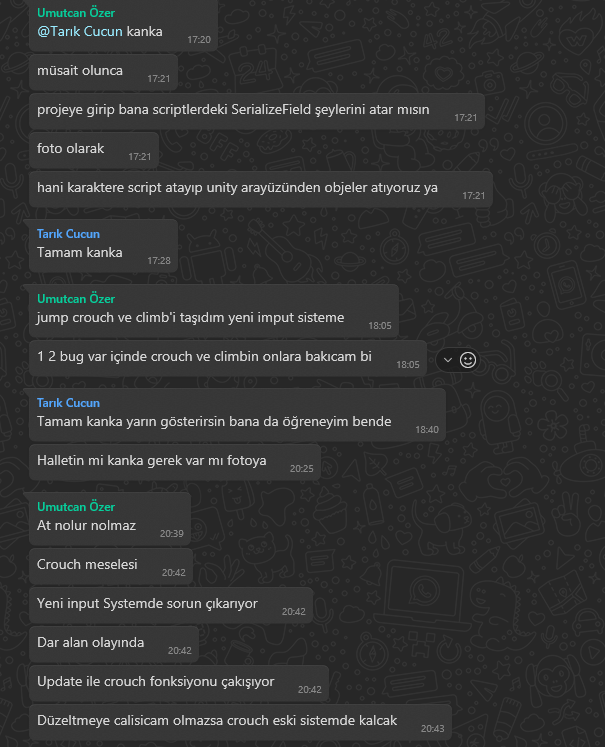 Umutcan Özer
@Tarık Cucun kanka
17:20
müsait olunca
17:21
projeye girip bana scriptlerdeki SerializeField şeylerini atar mısın
17:21
foto olarak
17:21
hani karaktere script atayıp unity arayüzünden objeler atıyoruz ya
17:21
Tarık Cucun
Tamam kanka
17:28
Umutcan Özer
jump crouch ve climb'i taşıdım yeni imput sisteme
18:05
1 2 bug var içinde crouch ve climbin onlara bakıcam bi
18:05
Tarık Cucun
Tamam kanka yarın gösterirsin bana da öğreneyim bende
18:40
Halletin mi kanka gerek var mı fotoya
20:25
Umutcan Özer
At nolur nolmaz
20:39
Crouch meselesi
20:42
Yeni input Systemde sorun çıkarıyor
20:42
Dar alan olayında
20:42
Update ile crouch fonksiyonu çakışıyor
20:42
Düzeltmeye calisicam olmazsa crouch eski sistemde kalcak
20:43